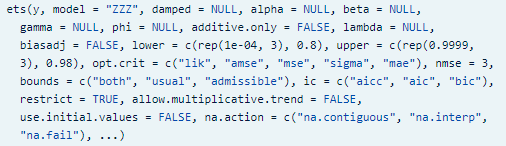 ets(y, model = "ZZZ", damped = NULL, alpha = NULL, beta = NULL,
gamma = NULL, phi = NULL, additive.only = FALSE, lambda = NULL,
biasadj = FALSE, lower = c(rep(1e-04, 3), 0.8), upper = c(rep(0.9999,
3), 0.98), opt.crit = c("lik", "amse", "mse", "sigma", "mae"), nmse = 3,
bounds = c("both", "usual", "admissible"), ic = c("aicc", "aic", "bic"),
restrict = TRUE, allow.multiplicative.trend = FALSE,
use.initial.values = FALSE, na.action = c("na.contiguous", "na.interp",
"na.fail"), ...)